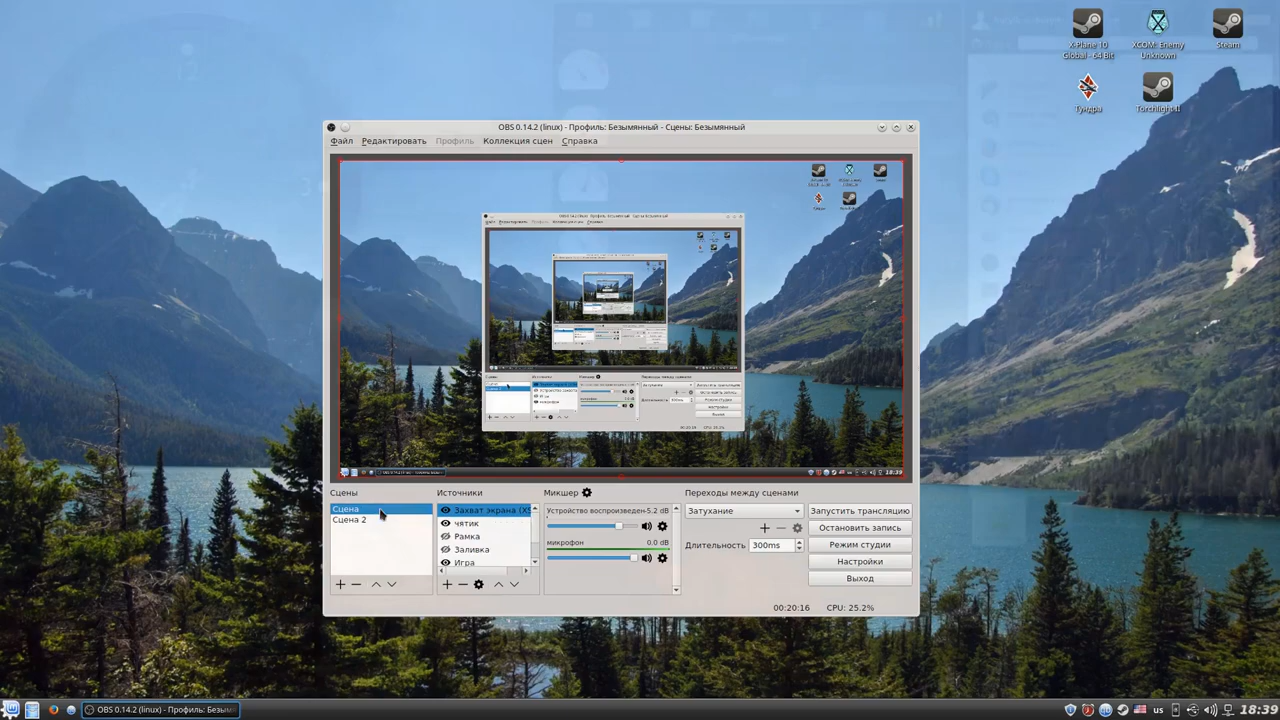 X-Plane 10
Global - 64 Bit
XCOM: Enemy
Unknown
Steam
Тундра
Torchlight II
OBS 0.14.2 (linux) - Профиль: Безымянный - Сцены: Безымянный
Файл Редактировать Профиль Коллекция сцен Справка
Сцены
Сцена
Сцена 2
Источники
Захват экрана (XS
чятик
Рамка
Заливка
Игра
Микшер
Устройство воспроизведен -5.2 dB
микрофон 0.0 dB
Переходы между сценами
Затухание
Длительность 300ms
Запустить трансляцию
Остановить запись
Режим студии
Настройки
Выход
00:20:16 CPU: 25.2%
OBS 0.14.2 (linux) - Профиль: Безым
us
18:39